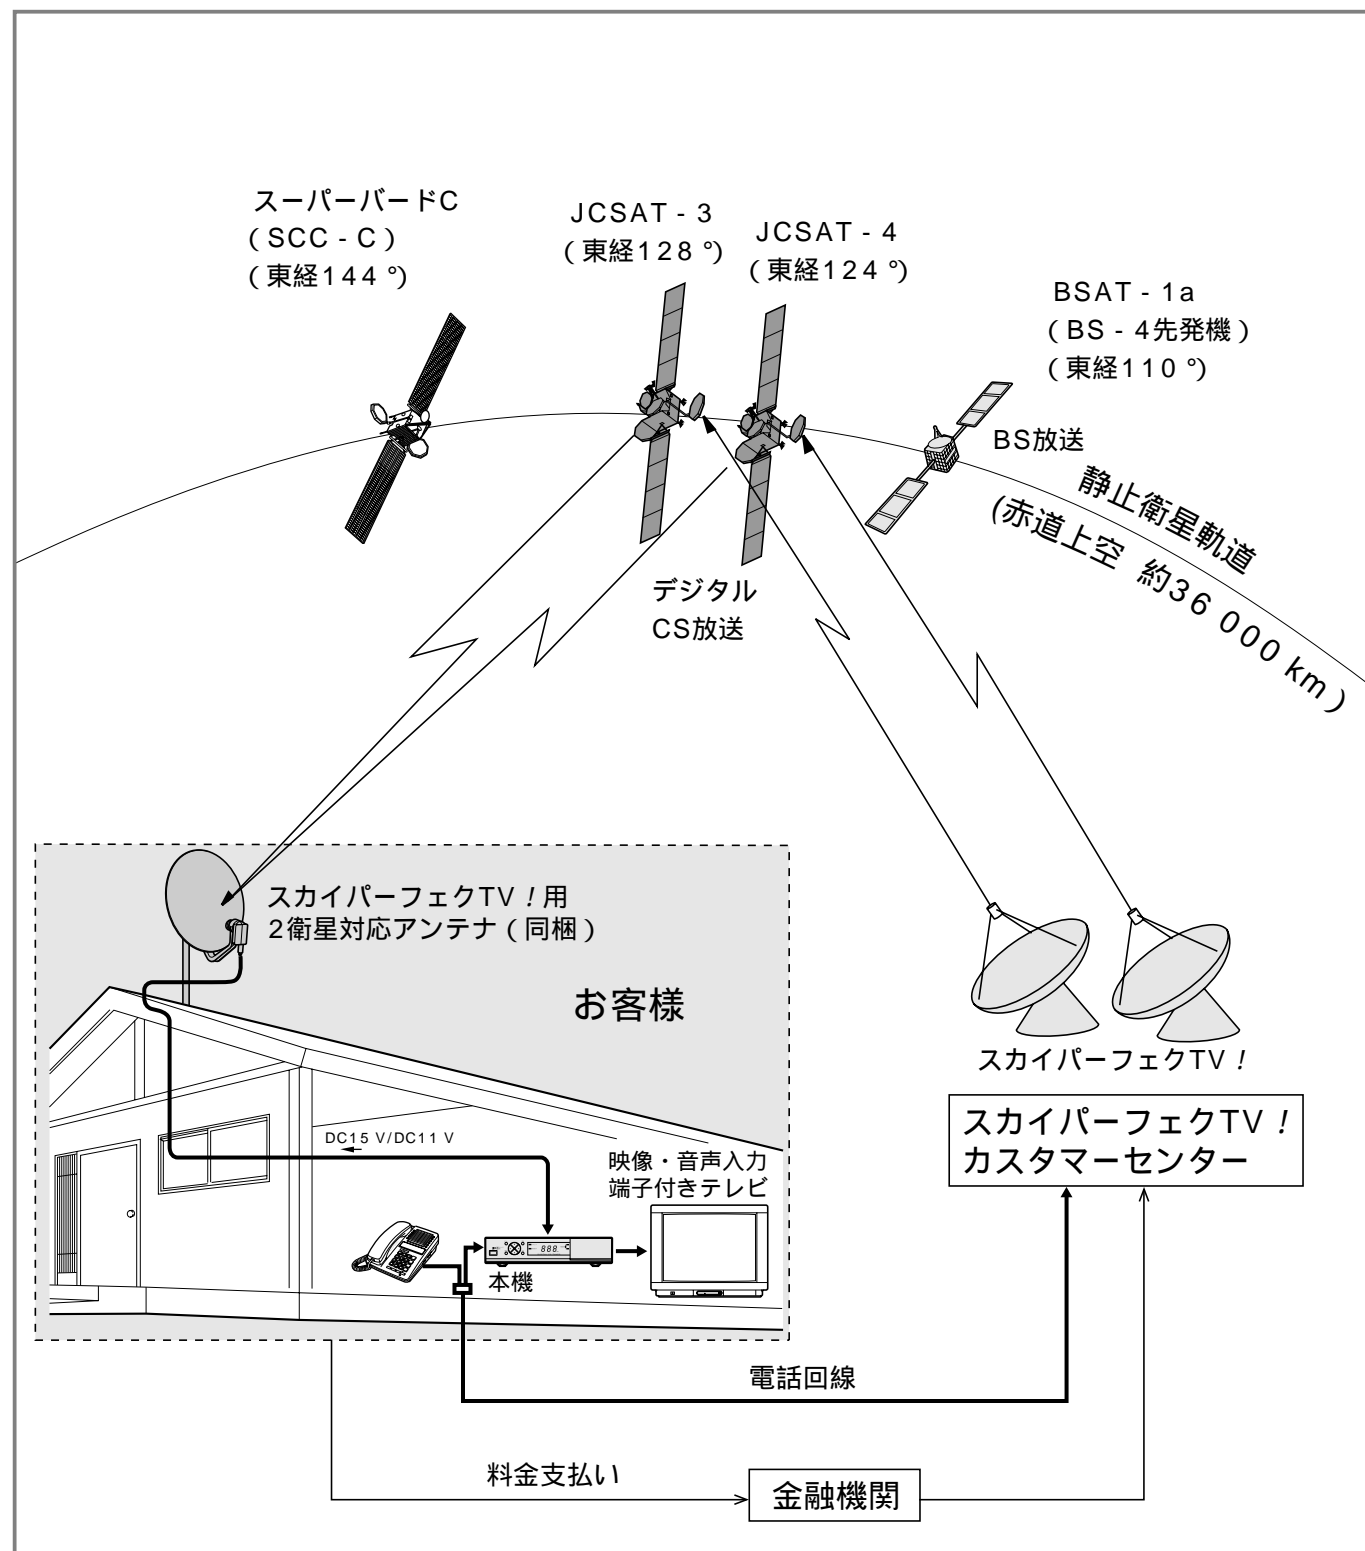 スーパーバードC
（SCC - C）
（東経144°）
JCSAT - 3
（東経128°）
JCSAT - 4
（東経124°）
BSAT - 1a
（BS - 4先発機）
（東経110°）
BS放送
静止衛星軌道
(赤道上空 約36 000 km）
デジタル
CS放送
スカイパーフェクTV！用
2衛星対応アンテナ（同梱）
お客様
スカイパーフェクTV！
スカイパーフェクTV！
カスタマーセンター
DC15 V/DC11 V
映像・音声入力
端子付きテレビ
888
本機
電話回線
料金支払い
金融機関